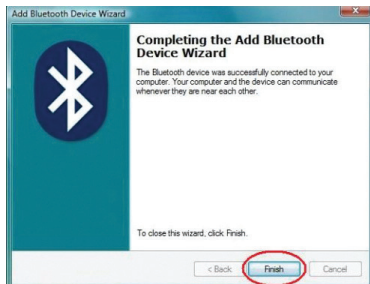 Add Bluetooth Device Wizard
Completing the Add Bluetooth
Device Wizard
The Bluetooth device was successfully connected to your
computer. Your computer and the device can communicate
whenever they are near each other.
To close this wizard, click Finish.
< Back Finish Cancel